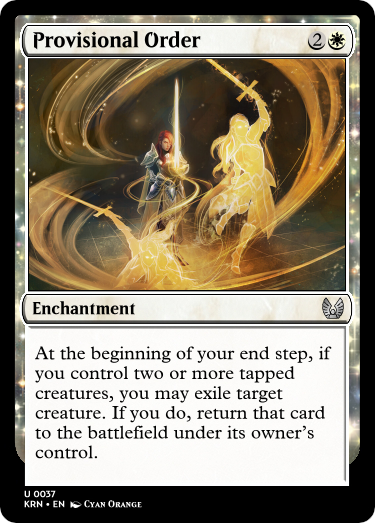 Provisional Order 2
Enchantment
At the beginning of your end step, if
you control two or more tapped
creatures, you may exile target
creature. If you do, return that card
to the battlefield under its owner's
control.
U 0037
KRN • EN Cyan Orange